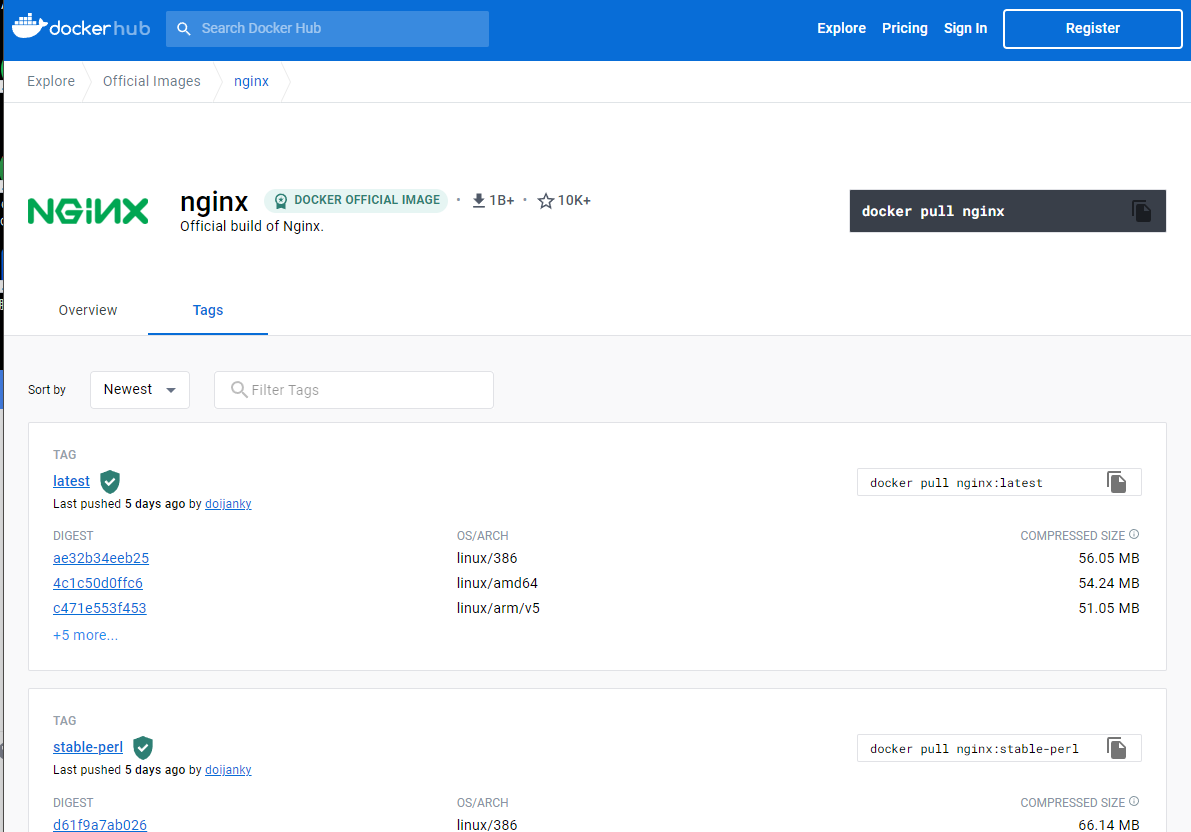 docker hub Search Docker Hub Explore Pricing Sign In Register
Explore Official Images nginx
NGINX
nginx DOCKER OFFICIAL IMAGE · 1B+ · 10K+
Official build of Nginx.
docker pull nginx
Overview Tags
Sort by Newest Filter Tags
TAG
latest
docker pull nginx:latest
Last pushed 5 days ago by doijanky
DIGEST OS/ARCH COMPRESSED SIZE
ae32b34eeb25 linux/386 56.05 MB
4c1c50d0ffc6 linux/amd64 54.24 MB
c471e553f453 linux/arm/v5 51.05 MB
+5 more...
TAG
stable-perl
docker pull nginx:stable-perl
Last pushed 5 days ago by doijanky
DIGEST OS/ARCH COMPRESSED SIZE
d61f9a7ab026 linux/386 66.14 MB